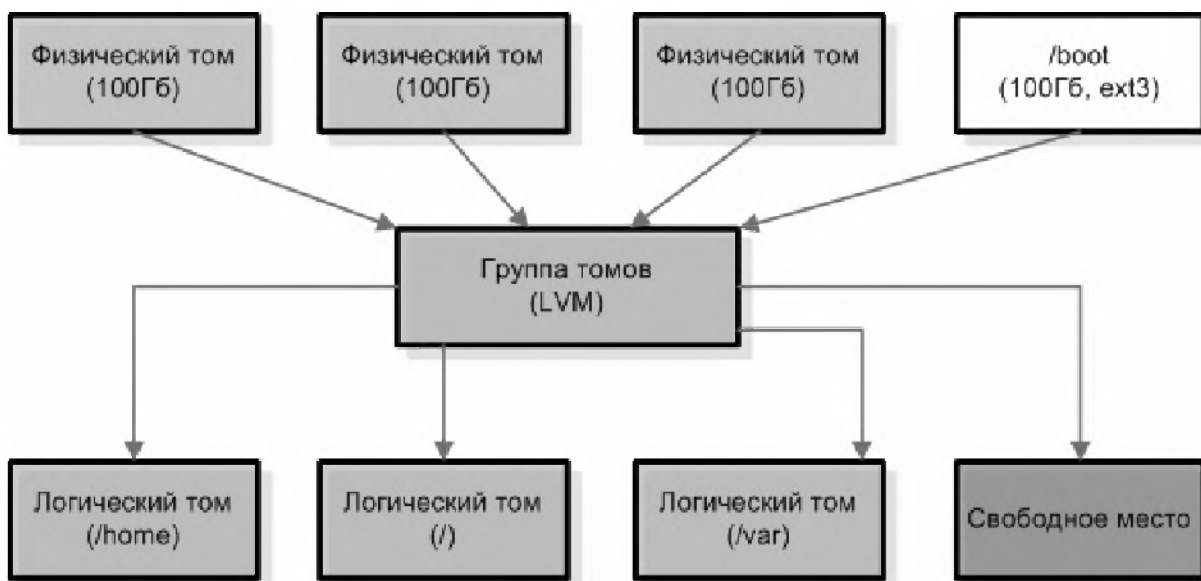 Физический том
(100Гб)
Физический том
(100Гб)
Физический том
(100Гб)
/boot
(100Гб, ext3)
Группа томов
(LVM)
Логический том
(/home)
Логический том
(/)
Логический том
(/var)
Свободное место